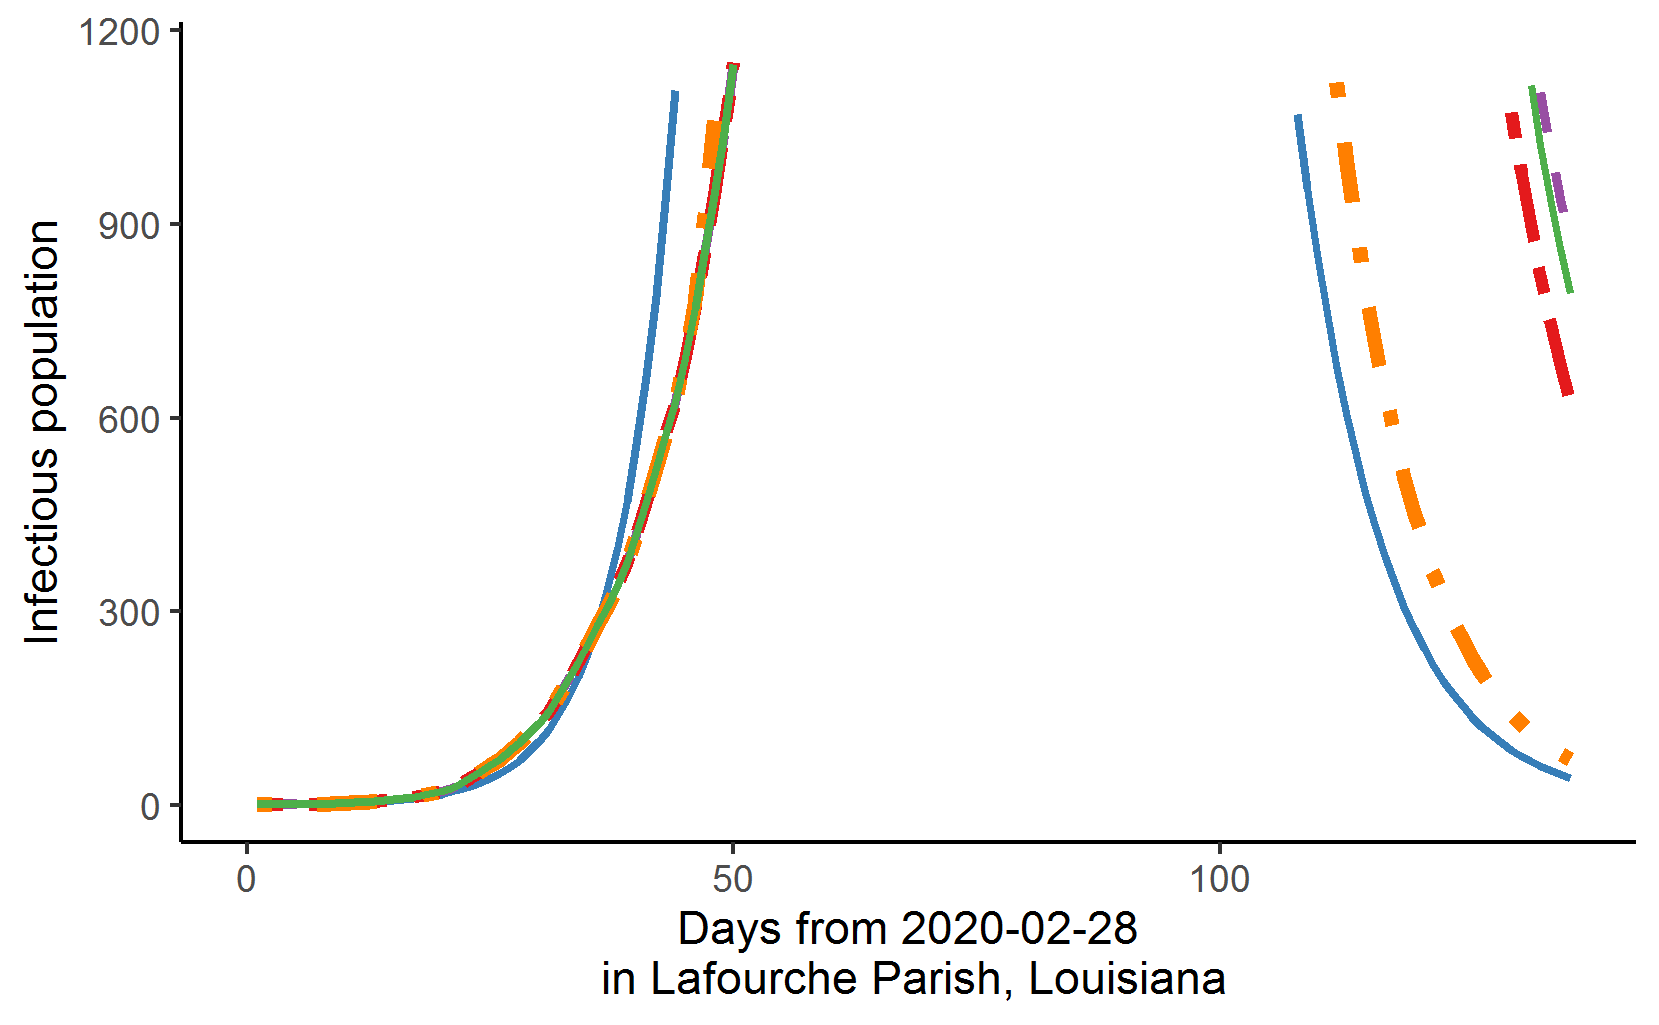 1200
900
600
300
0
Infectious population
0 50 100
Days from 2020-02-28
in Lafourche Parish, Louisiana